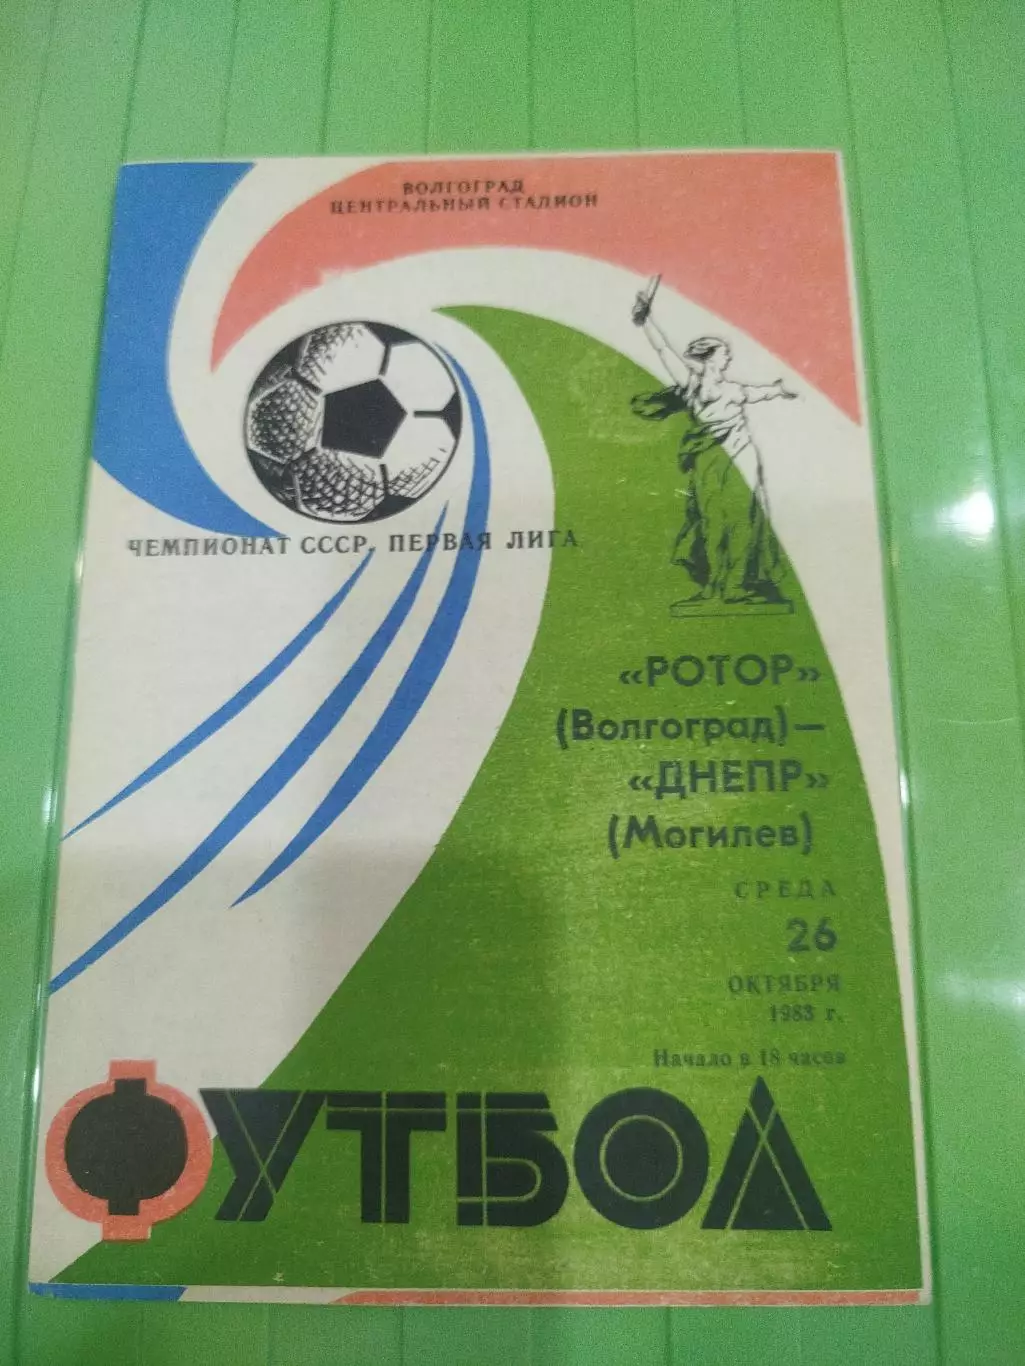 ВОЛГОГРАД
ЦЕНТРАЛЬНЫЙ СТАДИОН
ЧЕМПИОНАТ СССР. ПЕРВАЯ ЛИГА
«РОТОР»
(Волгоград)—
«ДНЕПР»
(Могилев)
СРЕДА
26
ОКТЯБРЯ
1983 г.
Начало в 18 часов
ФУТБОЛ